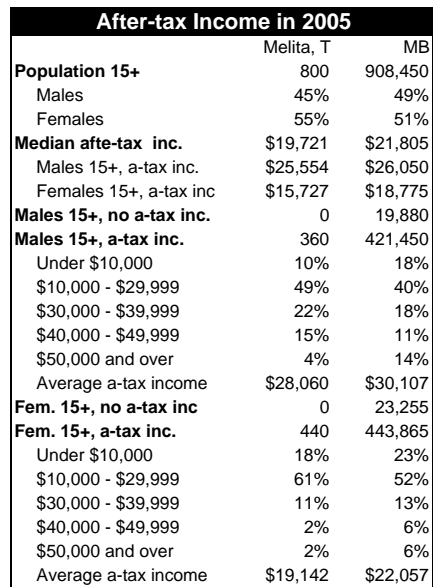 After-tax Income in 2005
Melita, T MB
Population 15+ 800 908,450
Males 45% 49%
Females 55% 51%
Median afte-tax inc. $19,721 $21,805
Males 15+, a-tax inc. $25,554 $26,050
Females 15+, a-tax inc $15,727 $18,775
Males 15+, no a-tax inc. 0 19,880
Males 15+, a-tax inc. 360 421,450
Under $10,000 10% 18%
$10,000 - $29,999 49% 40%
$30,000 - $39,999 22% 18%
$40,000 - $49,999 15% 11%
$50,000 and over 4% 14%
Average a-tax income $28,060 $30,107
Fem. 15+, no a-tax inc 0 23,255
Fem. 15+, a-tax inc. 440 443,865
Under $10,000 18% 23%
$10,000 - $29,999 61% 52%
$30,000 - $39,999 11% 13%
$40,000 - $49,999 2% 6%
$50,000 and over 2% 6%
Average a-tax income $19,142 $22,057